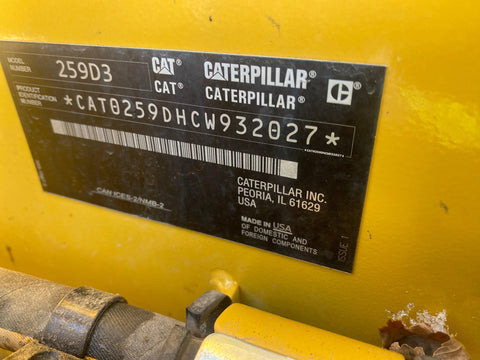 MODEL NUMBER 259D3 CAT® CATERPILLAR®
CAT® CATERPILLAR®
PRODUCT IDENTIFICATION NUMBER *CAT0259DHCW932027*
CATERPILLAR INC.
PEORIA, IL 61629
USA
CAN ICES-2/NMB-2
MADE IN USA
OF DOMESTIC AND
FOREIGN COMPONENTS
ISSUE 1